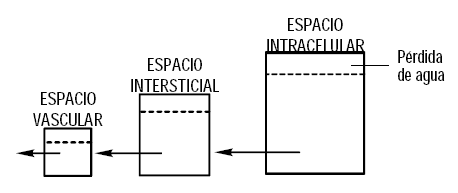 ESPACIO
INTRACELULAR
Pérdida
de agua
ESPACIO
INTERSTICIAL
ESPACIO
VASCULAR